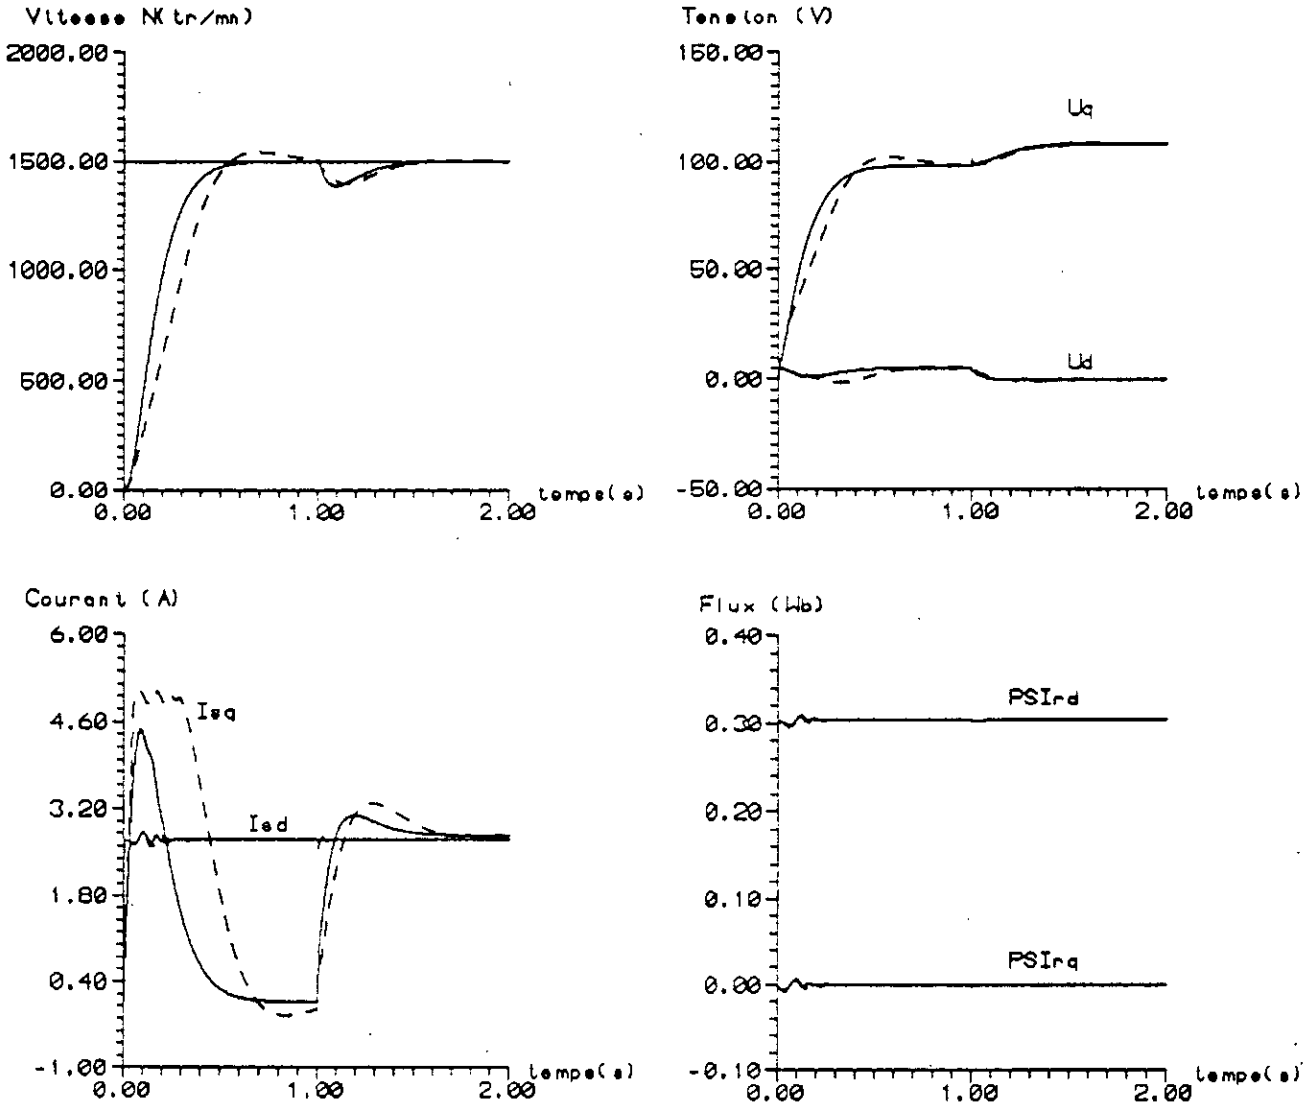 Vitesse N(tr/mn)
2000.00
1500.00
1000.00
500.00
0.00
0.00
1.00
2.00
temps(s)
Tension (V)
150.00
100.00
50.00
0.00
-50.00
Uq
Ud
0.00
1.00
2.00
temps(s)
Courant (A)
6.00
4.60
3.20
1.80
0.40
-1.00
Isq
Isd
0.00
1.00
2.00
temps(s)
Flux (Wb)
0.40
0.30
0.20
0.10
0.00
-0.10
PSIrd
PSIrq
0.00
1.00
2.00
temps(s)